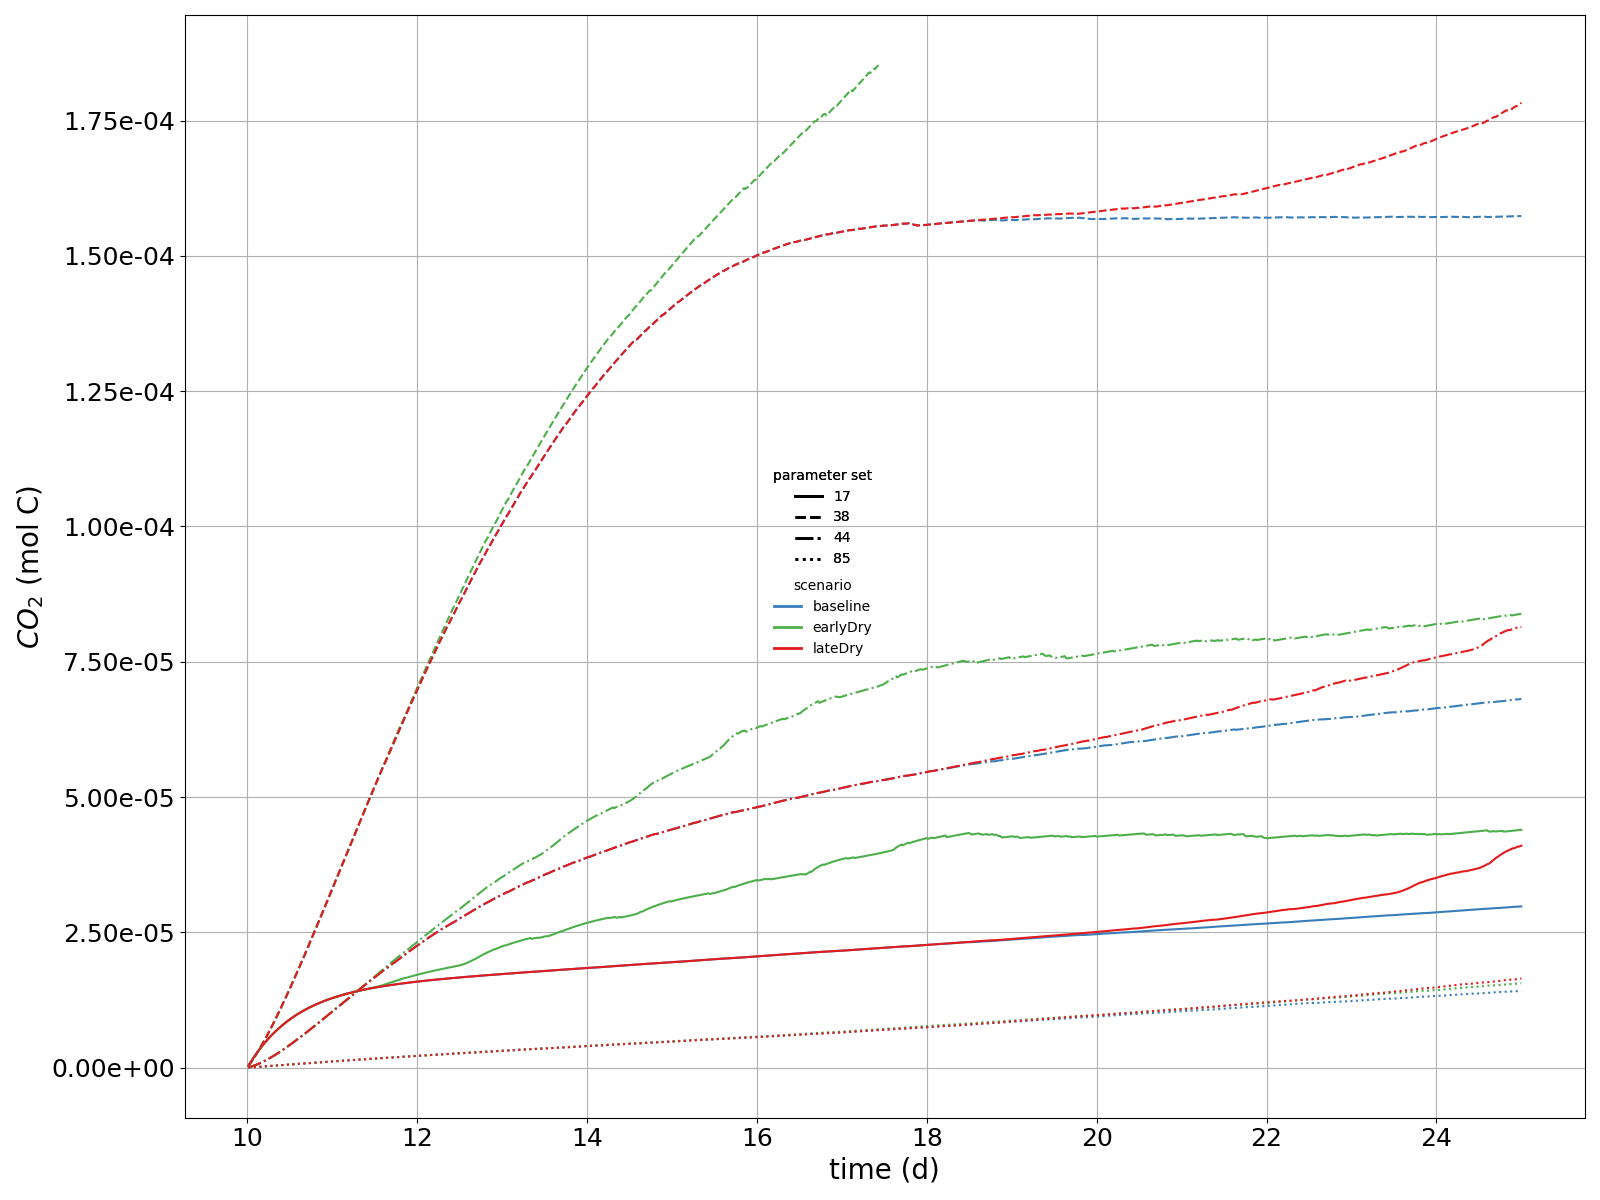 1.75e-04
1.50e-04
1.25e-04
1.00e-04
7.50e-05
5.00e-05
2.50e-05
0.00e+00
CO2 (mol C)
parameter set
17
38
44
85
scenario
baseline
earlyDry
lateDry
10 12 14 16 18 20 22 24
time (d)